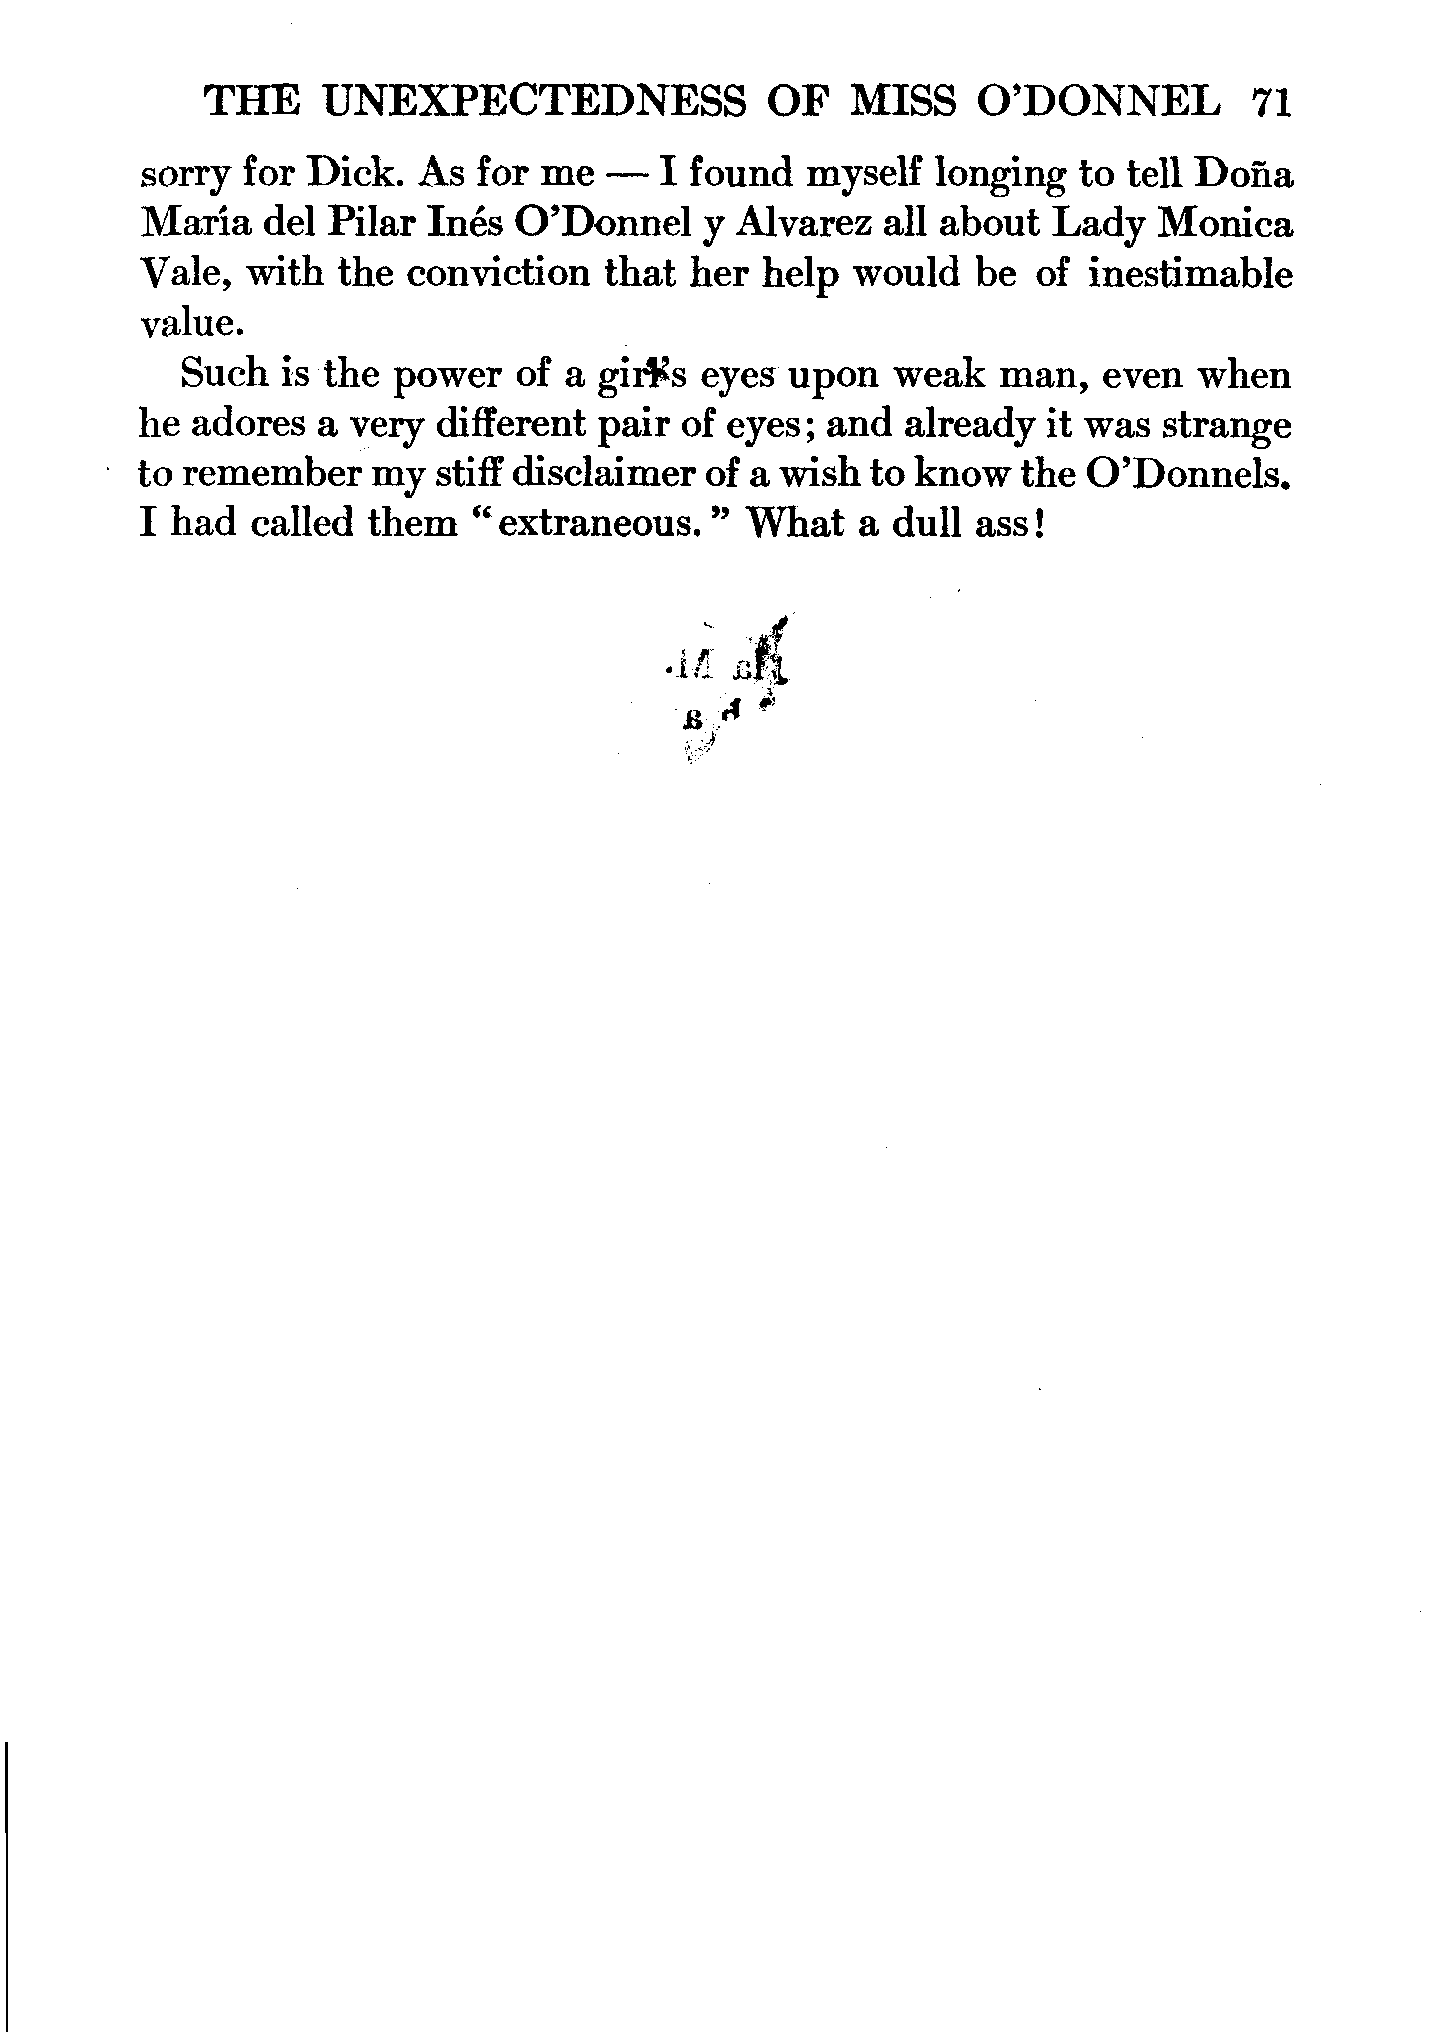 THE UNEXPECTEDNESS OF MISS O'DONNEL 71
sorry for Dick. As for me — I found myself longing to tell Doña
María del Pilar Inés O'Donnel y Alvarez all about Lady Monica
Vale, with the conviction that her help would be of inestimable
value.
Such is the power of a girl's eyes upon weak man, even when
he adores a very different pair of eyes; and already it was strange
to remember my stiff disclaimer of a wish to know the O'Donnels.
I had called them "extraneous." What a dull ass!